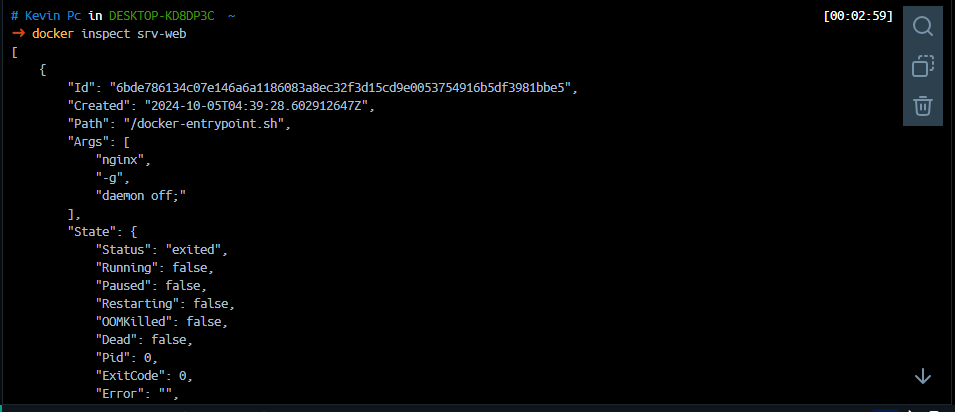 # Kevin Pc in DESKTOP-KD8DP3C ~ [00:02:59]
→ docker inspect srv-web
[
    {
        "Id": "6bde786134c07e146a6a1186083a8ec32f3d15cd9e0053754916b5df3981bbe5",
        "Created": "2024-10-05T04:39:28.602912647Z",
        "Path": "/docker-entrypoint.sh",
        "Args": [
            "nginx",
            "-g",
            "daemon off;"
        ],
        "State": {
            "Status": "exited",
            "Running": false,
            "Paused": false,
            "Restarting": false,
            "OOMKilled": false,
            "Dead": false,
            "Pid": 0,
            "ExitCode": 0,
            "Error": "",